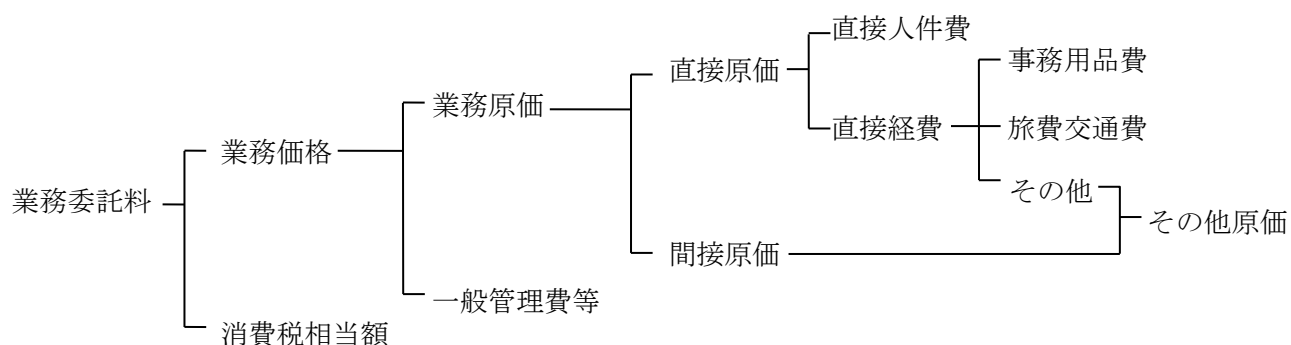 業務委託料
業務価格
消費税相当額
業務原価
一般管理費等
直接原価
間接原価
直接人件費
直接経費
事務用品費
旅費交通費
その他
その他原価